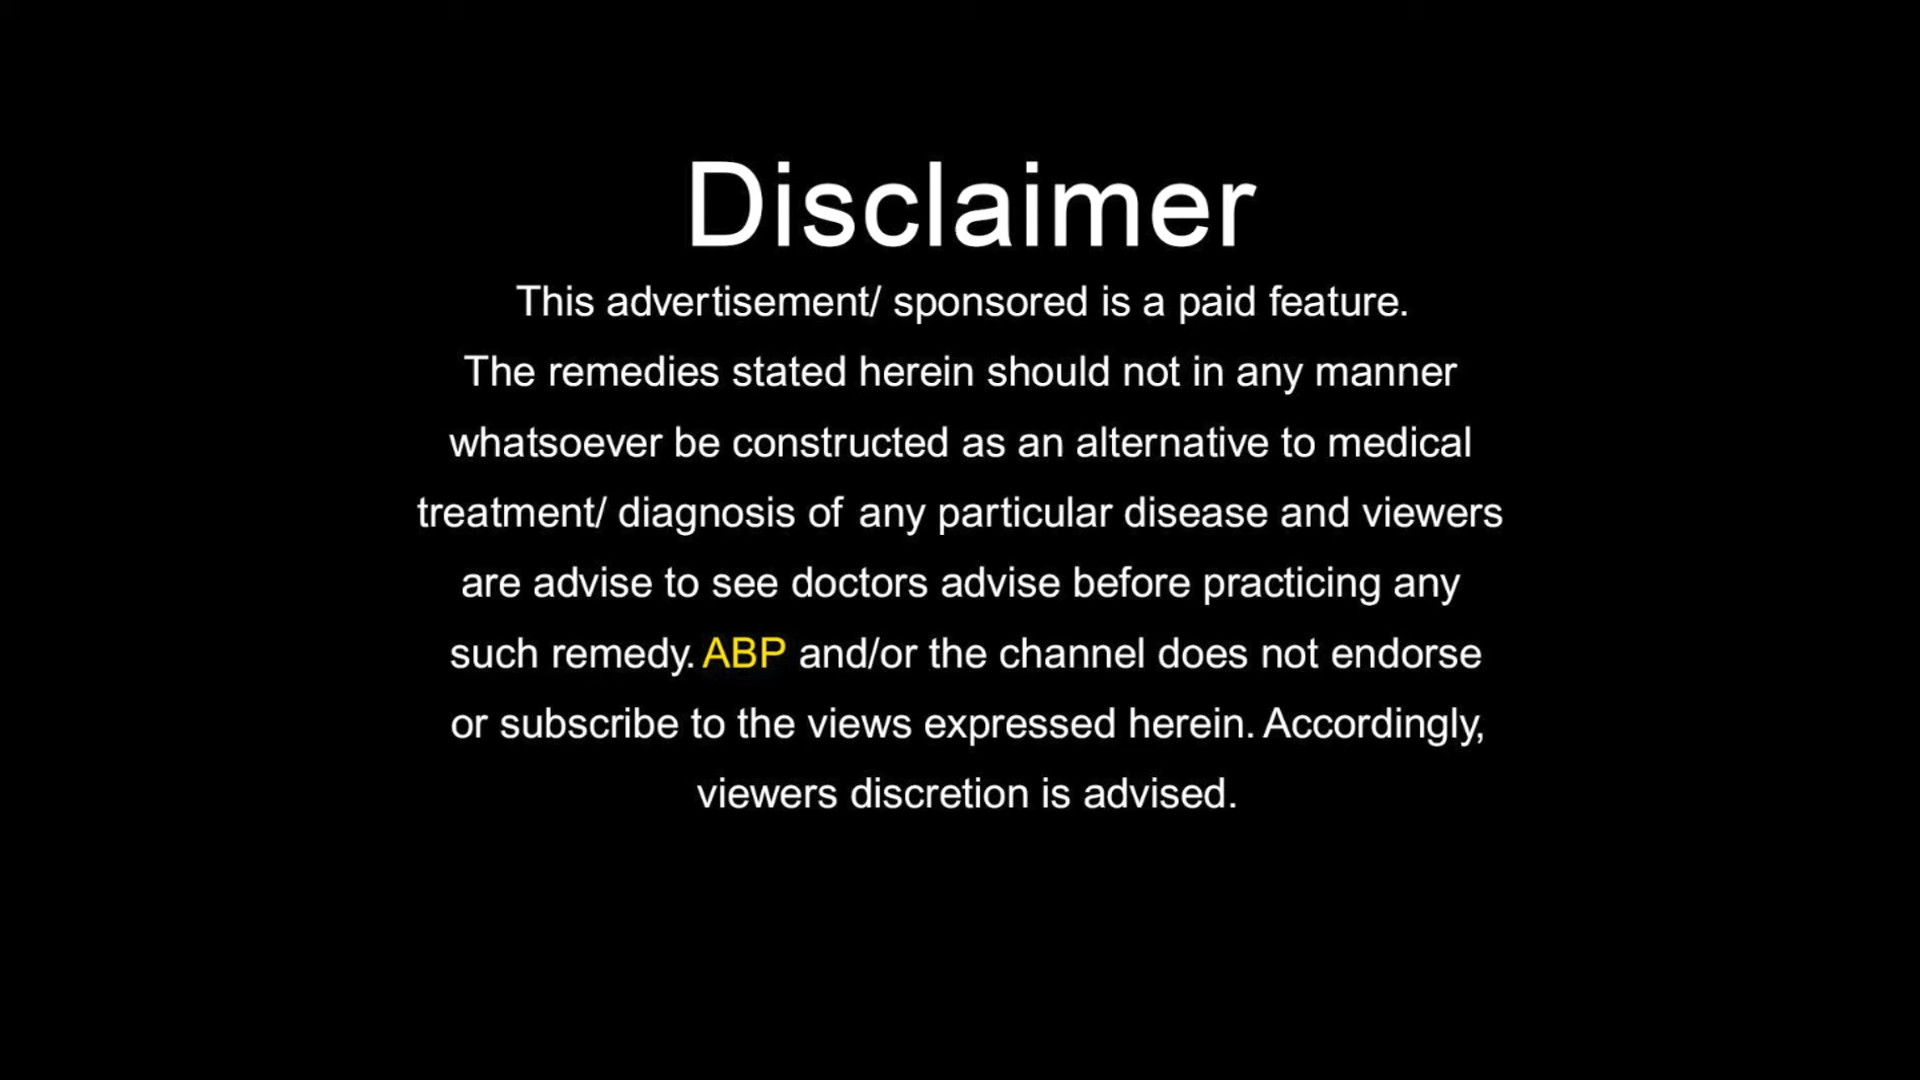 Disclaimer
This advertisement/ sponsored is a paid feature.
The remedies stated herein should not in any manner
whatsoever be constructed as an alternative to medical
treatment/ diagnosis of any particular disease and viewers
are advise to see doctors advise before practicing any
such remedy. ABP and/or the channel does not endorse
or subscribe to the views expressed herein. Accordingly,
viewers discretion is advised.